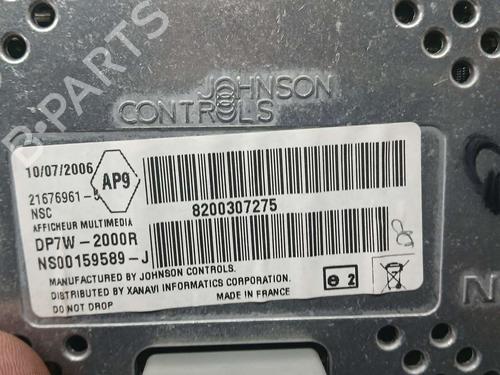 B-PARTS
JOHNSON
CONTROLS
10/07/2006
AP9
21676961-
NSC
AFFICHEUR MULTIMEDIA
DP7W-2000R
NS00159589-J
8200307275
MANUFACTURED BY JOHNSON CONTROLS.
DISTRIBUTED BY XANAVI INFORMATICS CORPORATION.
DO NOT DROP
MADE IN FRANCE
e 2
N